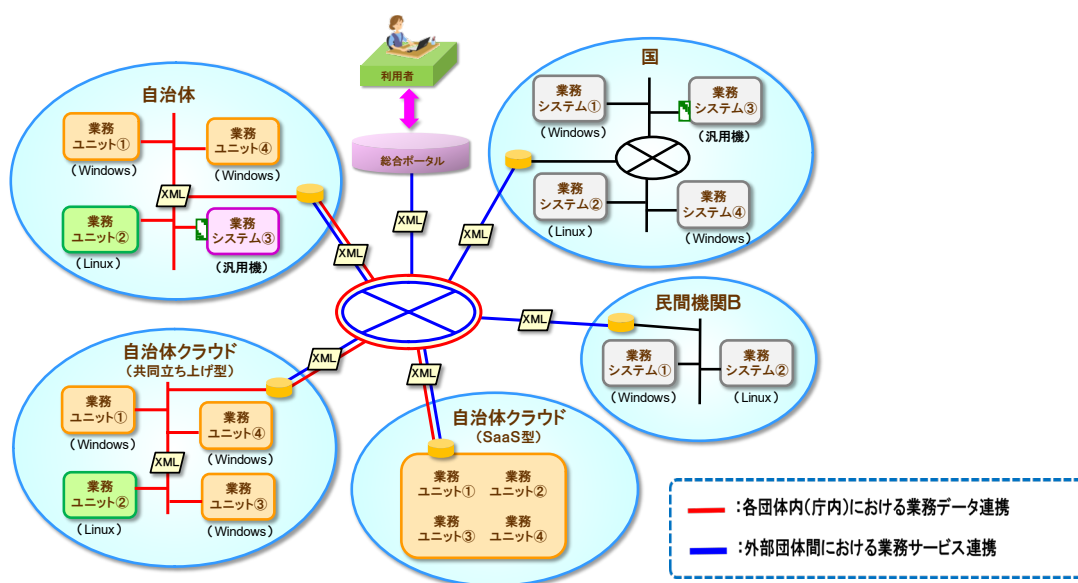 利用者
総合ポータル
自治体
業務
ユニット①
(Windows)
業務
ユニット④
(Windows)
XML
業務
ユニット②
(Linux)
業務
システム③
(汎用機)
XML
XML
XML
国
業務
システム①
(Windows)
業務
システム③
(汎用機)
業務
システム②
(Linux)
業務
システム④
(Windows)
民間機関B
XML
業務
システム①
(Windows)
業務
システム②
(Linux)
自治体クラウド
(共同立ち上げ型)
XML
業務
ユニット①
(Windows)
業務
ユニット④
(Windows)
XML
業務
ユニット②
(Linux)
業務
ユニット③
(Windows)
XML
自治体クラウド
(SaaS型)
業務
ユニット①
業務
ユニット②
業務
ユニット③
業務
ユニット④
:各団体内(庁内)における業務データ連携
:外部団体間における業務サービス連携